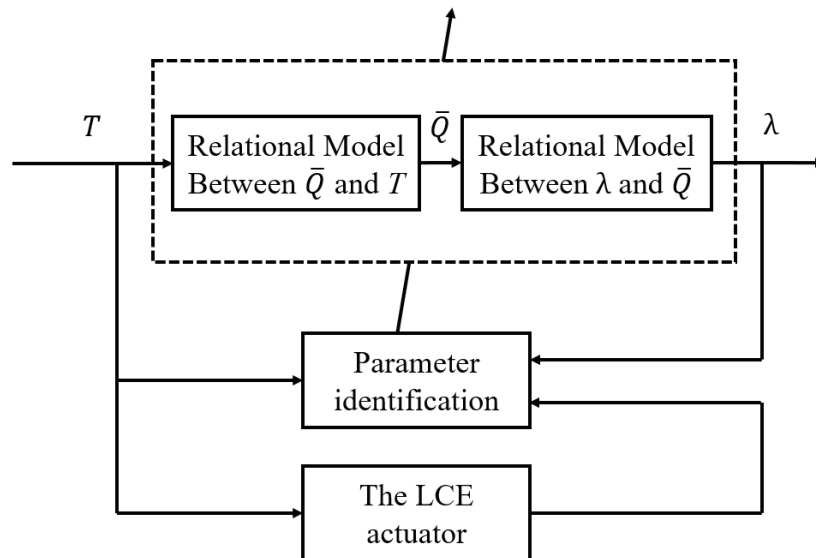 T
Q̄
λ
Relational Model
Between Q̄ and T
Relational Model
Between λ and Q̄
Parameter
identification
The LCE
actuator